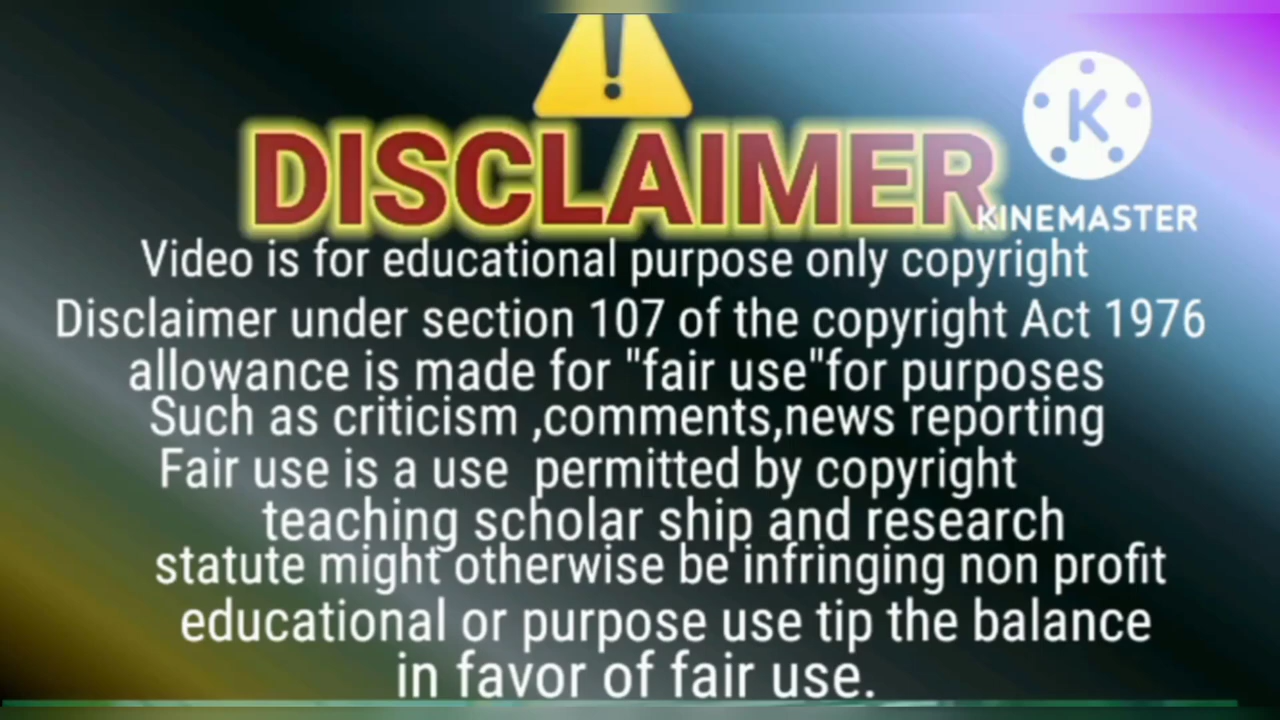 DISCLAIMER
K
KINEMASTER
Video is for educational purpose only copyright
Disclaimer under section 107 of the copyright Act 1976
allowance is made for "fair use"for purposes
Such as criticism ,comments,news reporting
Fair use is a use permitted by copyright
teaching scholar ship and research
statute might otherwise be infringing non profit
educational or purpose use tip the balance
in favor of fair use.